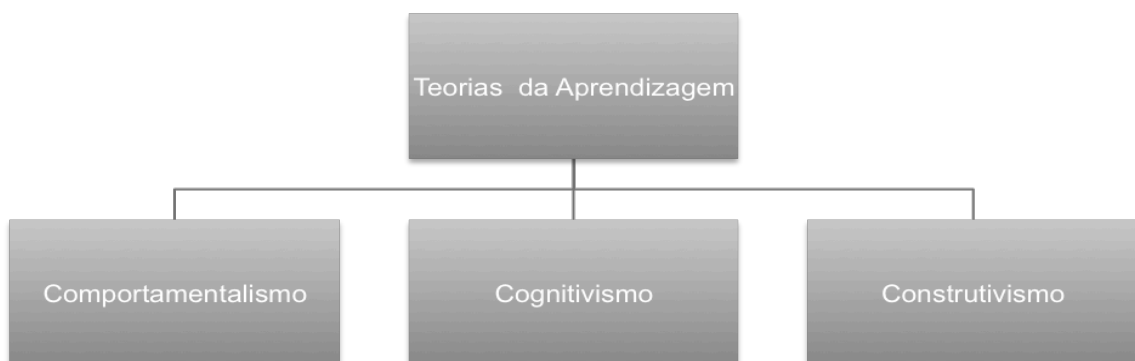 Teorias da Aprendizagem
Comportamentalismo
Cognitivismo
Construtivismo